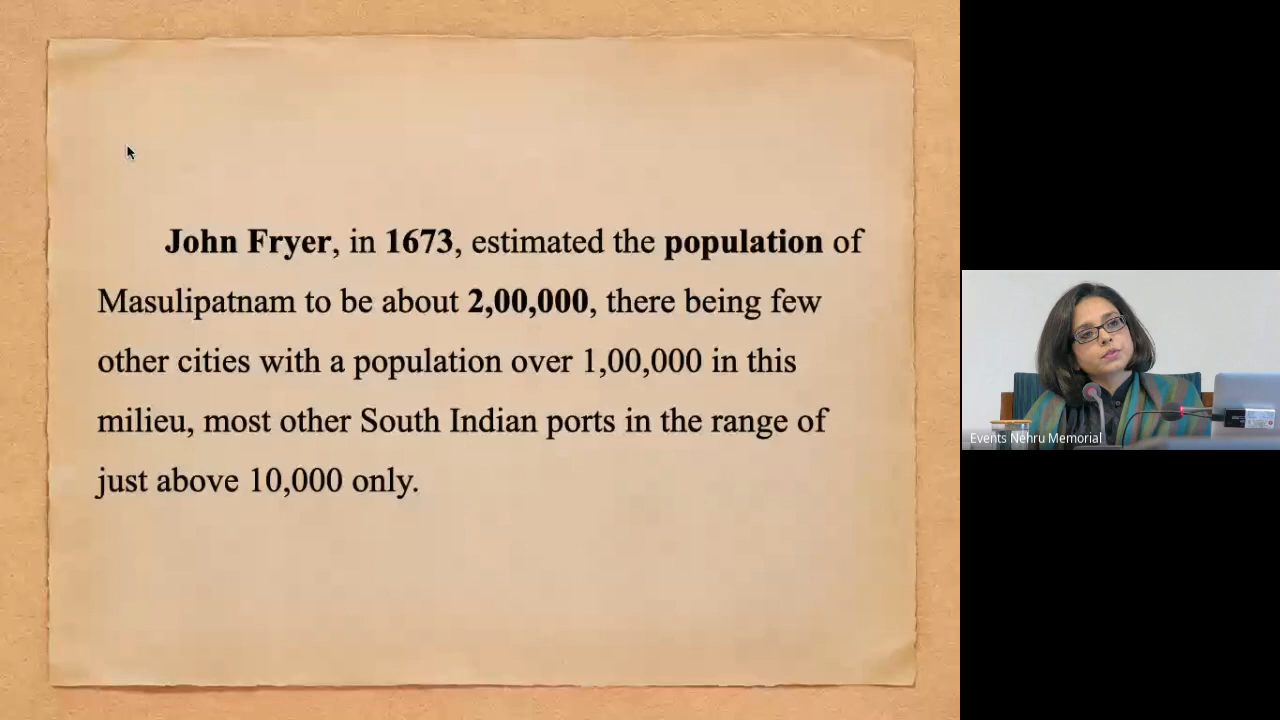 John Fryer, in 1673, estimated the population of
Masulipatnam to be about 2,00,000, there being few
other cities with a population over 1,00,000 in this
milieu, most other South Indian ports in the range of
just above 10,000 only.
Events Nehru Memorial